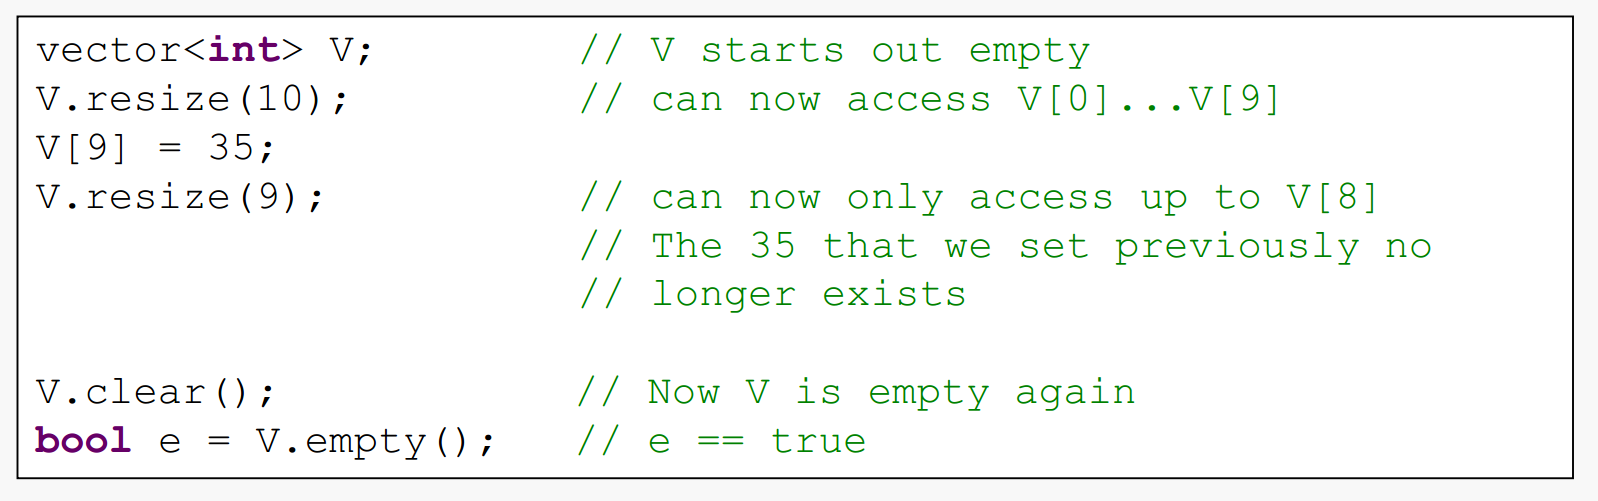 vector<int> V; // V starts out empty
V.resize(10); // can now access V[0]...V[9]
V[9] = 35;
V.resize(9); // can now only access up to V[8]
// The 35 that we set previously no
// longer exists
V.clear(); // Now V is empty again
bool e = V.empty(); // e == true